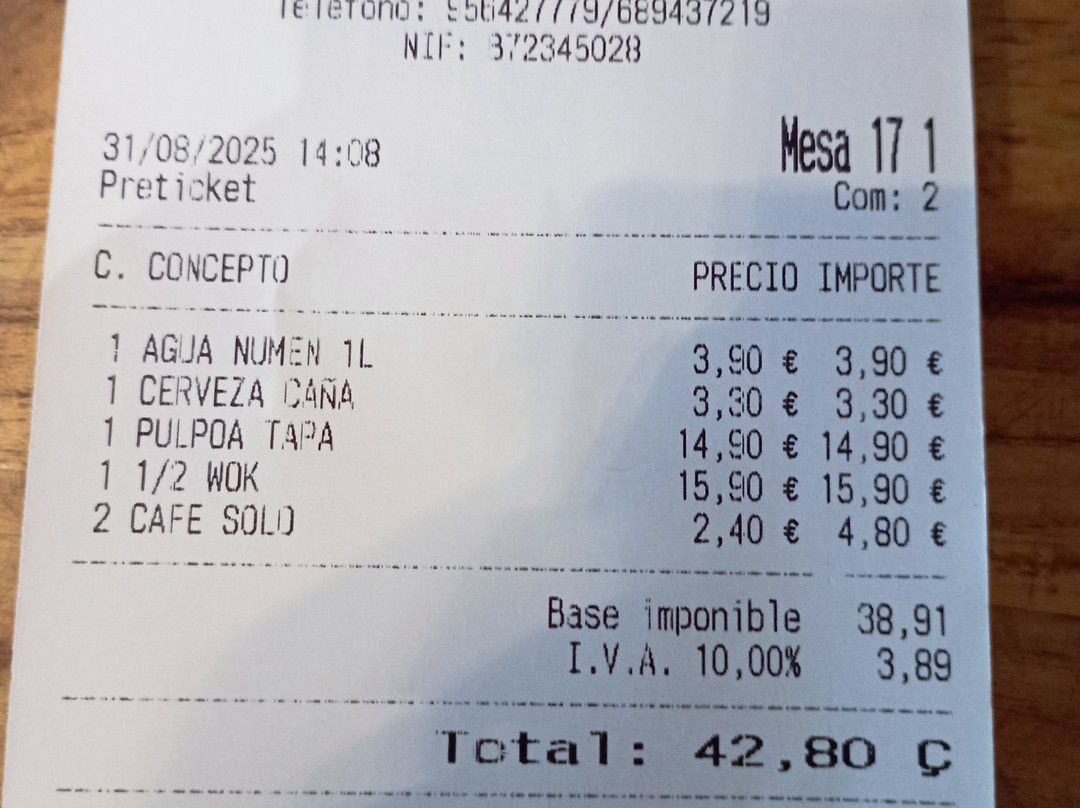 Teléfono: 956427779/689437219
NIF: B72345028
31/08/2025 14:08
Mesa 17 1
Preticket
Com: 2
C. CONCEPTO PRECIO IMPORTE
1 AGUA NUMEN 1L 3,90 € 3,90 €
1 CERVEZA CAÑA 3,30 € 3,30 €
1 PULPOA TAPA 14,90 € 14,90 €
1 1/2 WOK 15,90 € 15,90 €
2 CAFE SOLO 2,40 € 4,80 €
Base imponible 38,91
I.V.A. 10,00% 3,89
Total: 42,80 Ç